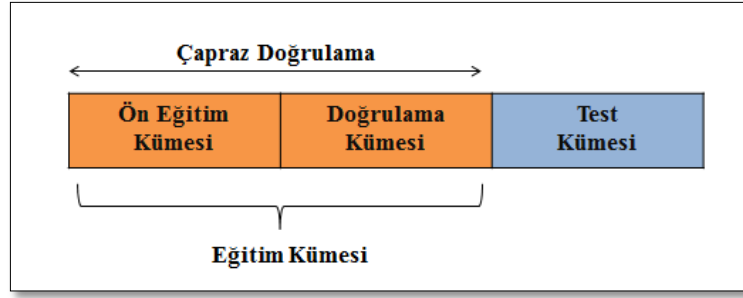 Çapraz Doğrulama
Ön Eğitim
Kümesi
Doğrulama
Kümesi
Test
Kümesi
Eğitim Kümesi